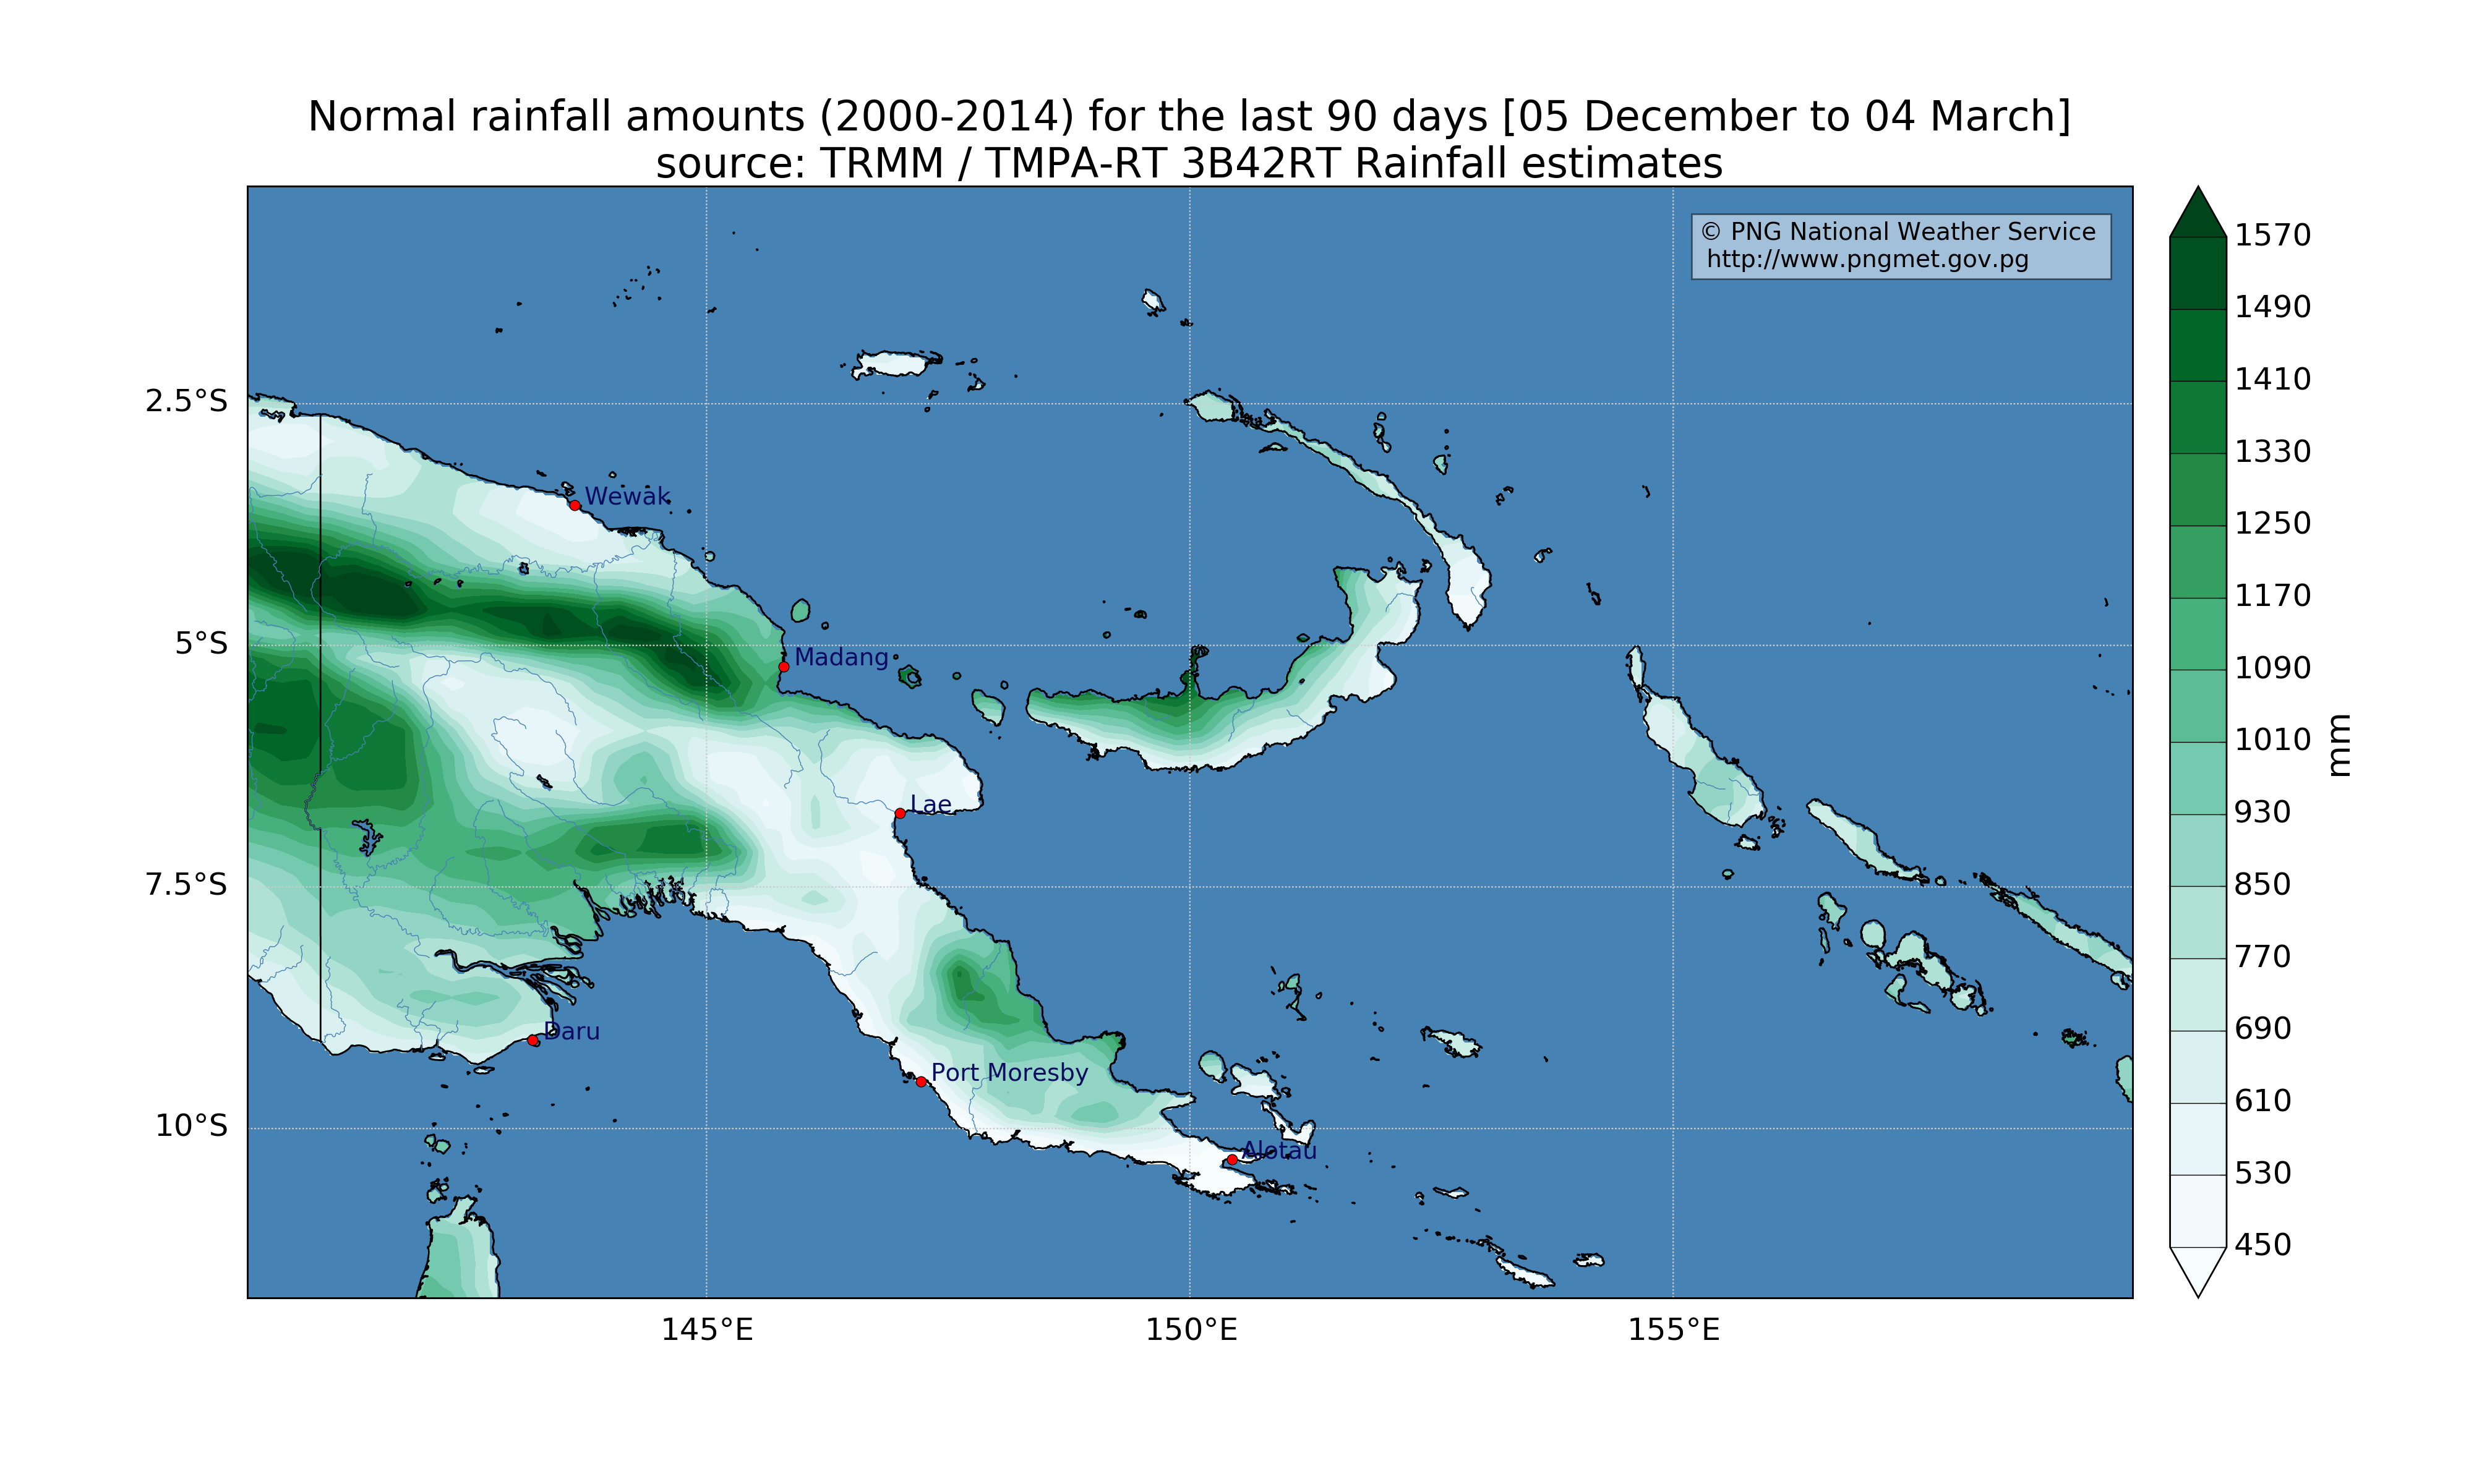 Normal rainfall amounts (2000-2014) for the last 90 days [05 December to 04 March]
source: TRMM / TMPA-RT 3B42RT Rainfall estimates
© PNG National Weather Service
http://www.pngmet.gov.pg
2.5°S
5°S
7.5°S
10°S
Wewak
Madang
Lae
Daru
Port Moresby
Alotau
145°E
150°E
155°E
1570
1490
1410
1330
1250
1170
1090
1010
930
850
770
690
610
530
450
mm